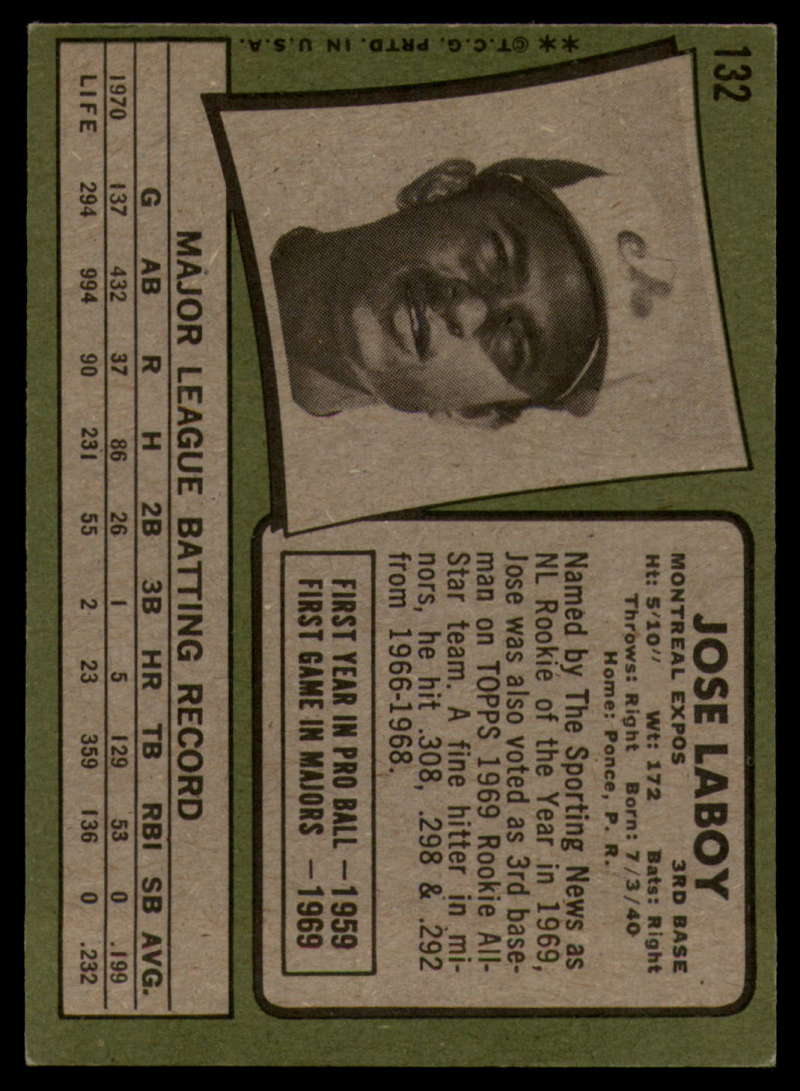 132
**©T.C.G. PRTD. IN U.S.A.
JOSE LABOY
MONTREAL EXPOS 3RD BASE
Ht: 5'10" Wt: 172 Bats: Right
Throws: Right Born: 7/3/40
Home: Ponce, P. R.
Named by The Sporting News as
NL Rookie of the Year in 1969,
Jose was also voted as 3rd base-
man on TOPPS 1969 Rookie All-
Star team. A fine hitter in mi-
nors, he hit .308, .298 & .292
from 1966-1968.
FIRST YEAR IN PRO BALL – 1959
FIRST GAME IN MAJORS – 1969
MAJOR LEAGUE BATTING RECORD
G AB R H 2B 3B HR TB RBI SB AVG.
1970 137 432 37 86 26 1 5 129 53 0 .199
LIFE 294 994 90 231 55 2 23 359 136 0 .232